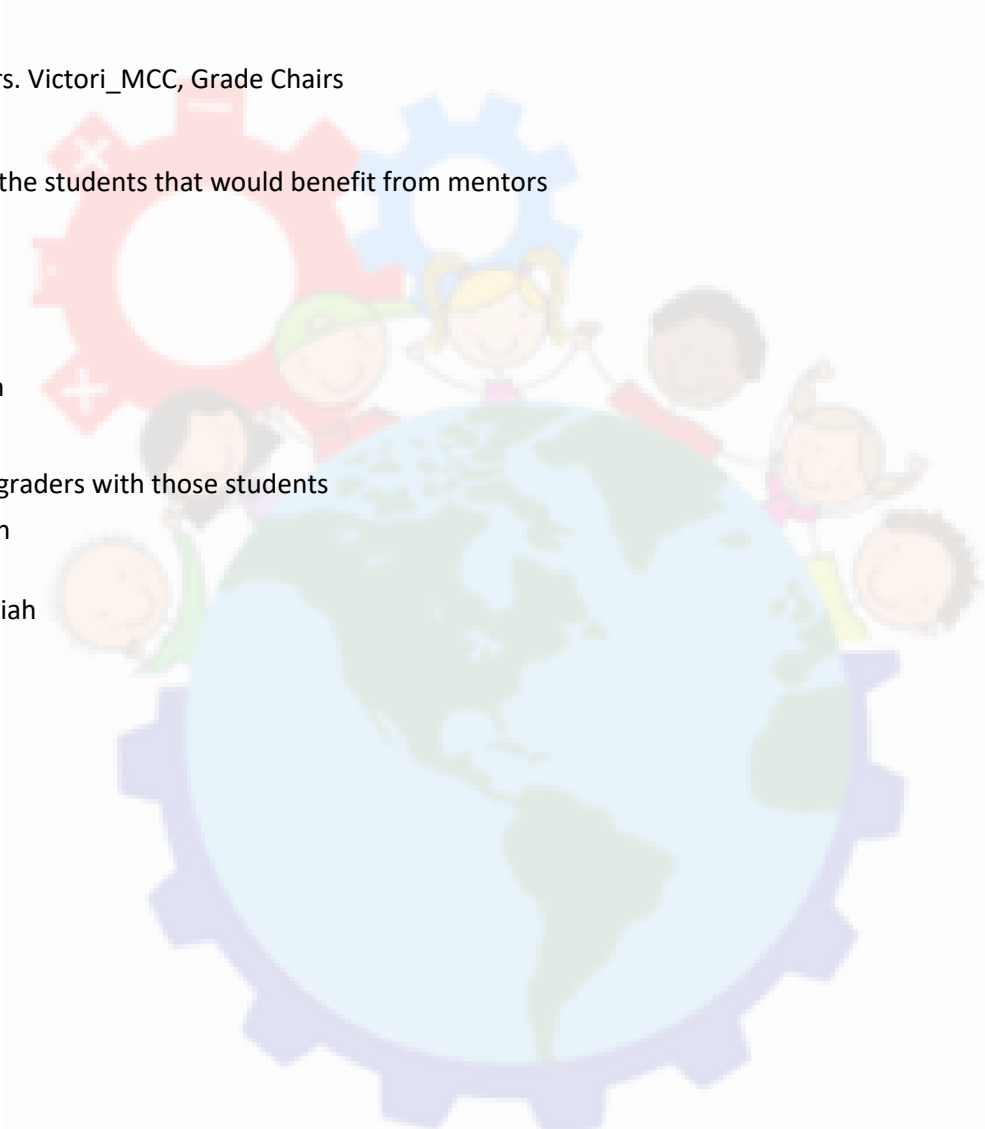 rs. Victori_MCC, Grade Chairs
the students that would benefit from mentors
n
graders with those students
n
iah